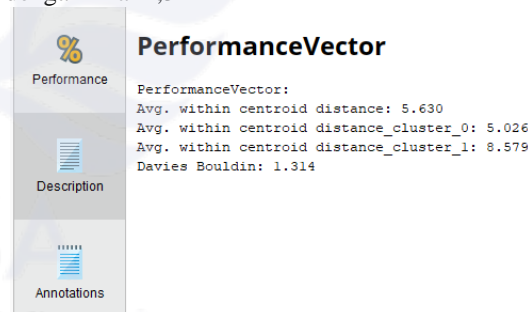 PerformanceVector
Performance
PerformanceVector:
Avg. within centroid distance: 5.630
Avg. within centroid distance_cluster_0: 5.026
Avg. within centroid distance_cluster_1: 8.579
Davies Bouldin: 1.314
Description
Annotations